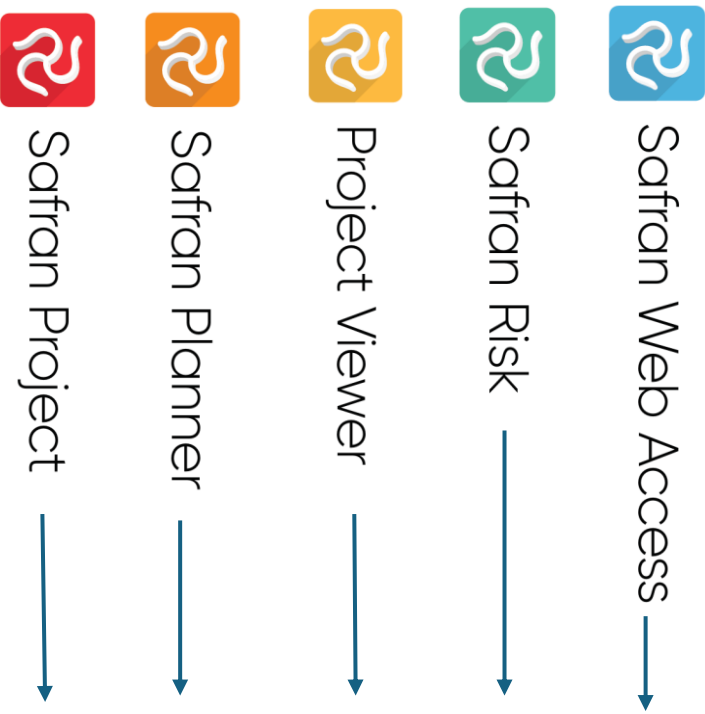 Safran Project
Safran Planner
Project Viewer
Safran Risk
Safran Web Access